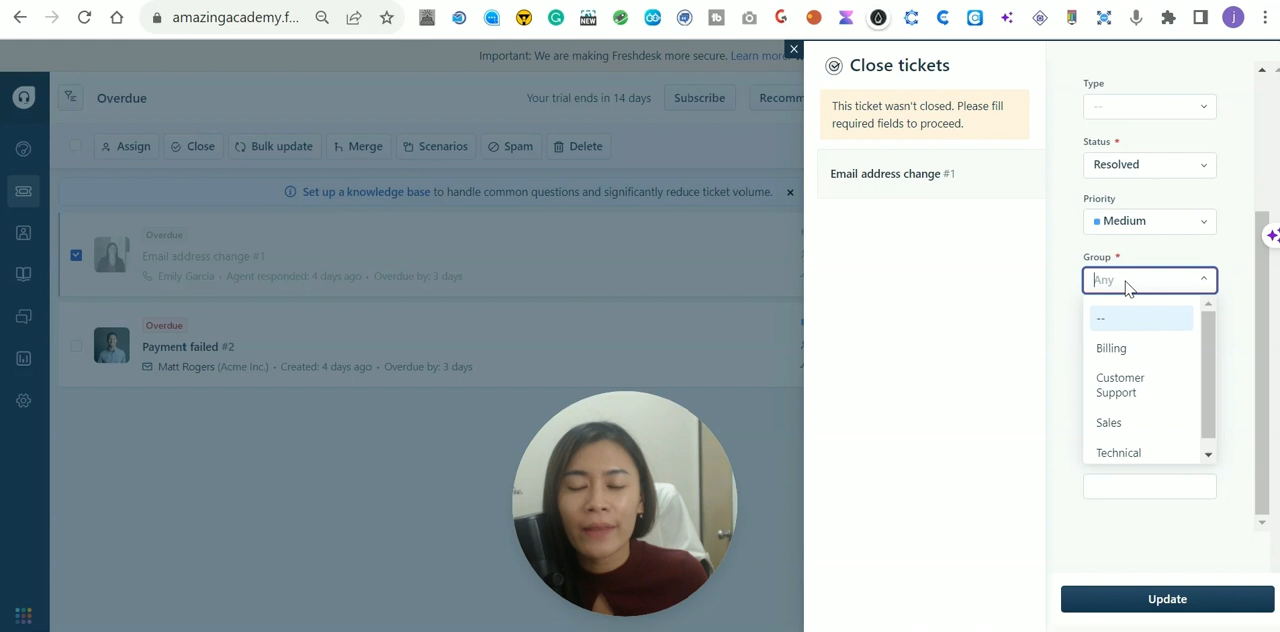 amazingacademy.f...
NEW
tb
j
Important: We are making Freshdesk more secure. Learn more
Overdue
Your trial ends in 14 days
Subscribe
Recomm
Assign
Close
Bulk update
Merge
Scenarios
Spam
Delete
Set up a knowledge base to handle common questions and significantly reduce ticket volume.
Overdue
Email address change #1
Emily Garcia • Agent responded: 4 days ago • Overdue by: 3 days
Overdue
Payment failed #2
Matt Rogers (Acme Inc.) • Created: 4 days ago • Overdue by: 3 days
Close tickets
This ticket wasn't closed. Please fill
required fields to proceed.
Email address change #1
Type
--
Status *
Resolved
Priority
Medium
Group *
Any
--
Billing
Customer
Support
Sales
Technical
Update